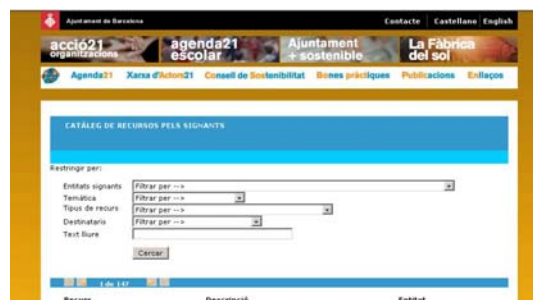 Ajuntament de Barcelona
Contacte Castellano English
acció21 organitzacions
agenda21 escolar
Ajuntament + sostenible
La Fàbrica del sol
Agenda21 Xarxa d'Actors21 Consell de Sostenibilitat Bones pràctiques Publicacions Enllaços
CATÀLEG DE RECURSOS PELS SIGNANTS
Restringir per:
Entitats signants Filtrar per -->
Temàtica Filtrar per -->
Tipus de recurs Filtrar per -->
Destinataris Filtrar per -->
Text lliure
Cercar
1 de 147
Recurs Descripció Entitat